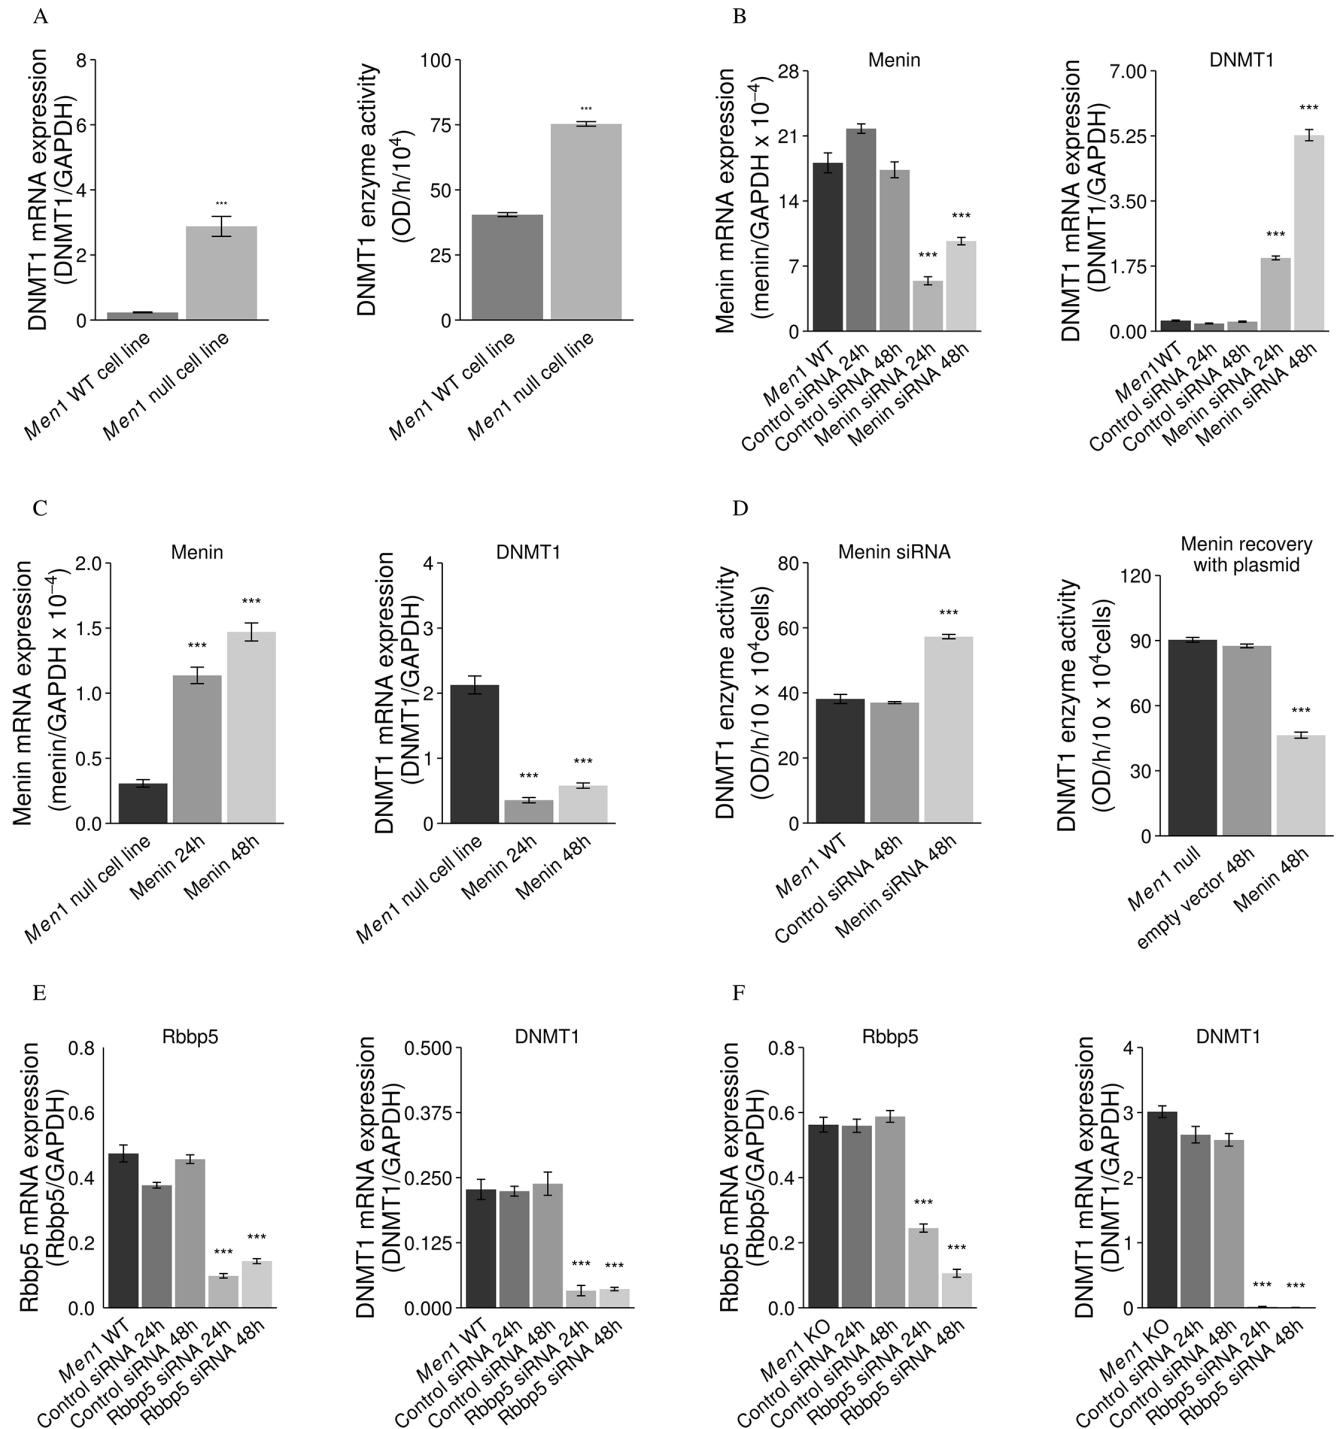 A
DNMT1 mRNA expression
(DNMT1/GAPDH)
8
6
4
2
0
***
Men1 WT cell line
Men1 null cell line
DNMT1 enzyme activity
(OD/h/10⁴)
100
75
50
25
0
***
Men1 WT cell line
Men1 null cell line
B
Menin
Menin mRNA expression
(menin/GAPDH x 10⁻⁴)
28
21
14
7
0
***
***
Men1 WT
Control siRNA 24h
Control siRNA 48h
Menin siRNA 24h
Menin siRNA 48h
DNMT1
DNMT1 mRNA expression
(DNMT1/GAPDH)
7.00
5.25
3.50
1.75
0.00
***
***
Men1WT
Control siRNA 24h
Control siRNA 48h
Menin siRNA 24h
Menin siRNA 48h
C
Menin
Menin mRNA expression
(menin/GAPDH x 10⁻⁴)
2.0
1.5
1.0
0.5
0.0
***
***
Men1 null cell line
Menin 24h
Menin 48h
DNMT1
DNMT1 mRNA expression
(DNMT1/GAPDH)
4
3
2
1
0
***
***
Men1 null cell line
Menin 24h
Menin 48h
D
Menin siRNA
DNMT1 enzyme activity
(OD/h/10 x 10⁴cells)
80
60
40
20
0
***
Men1 WT
Control siRNA 48h
Menin siRNA 48h
Menin recovery
with plasmid
DNMT1 enzyme activity
(OD/h/10 x 10⁴cells)
120
90
60
30
0
***
Men1 null
empty vector 48h
Menin 48h
E
Rbbp5
Rbbp5 mRNA expression
(Rbbp5/GAPDH)
0.8
0.6
0.4
0.2
0.0
***
***
Men1 WT
Control siRNA 24h
Control siRNA 48h
Rbbp5 siRNA 24h
Rbbp5 siRNA 48h
DNMT1
DNMT1 mRNA expression
(DNMT1/GAPDH)
0.500
0.375
0.250
0.125
0.000
***
***
Men1 WT
Control siRNA 24h
Control siRNA 48h
Rbbp5 siRNA 24h
Rbbp5 siRNA 48h
F
Rbbp5
Rbbp5 mRNA expression
(Rbbp5/GAPDH)
0.8
0.6
0.4
0.2
0.0
***
***
Men1 KO
Control siRNA 24h
Control siRNA 48h
Rbbp5 siRNA 24h
Rbbp5 siRNA 48h
DNMT1
DNMT1 mRNA expression
(DNMT1/GAPDH)
4
3
2
1
0
***
***
Men1 KO
Control siRNA 24h
Control siRNA 48h
Rbbp5 siRNA 24h
Rbbp5 siRNA 48h